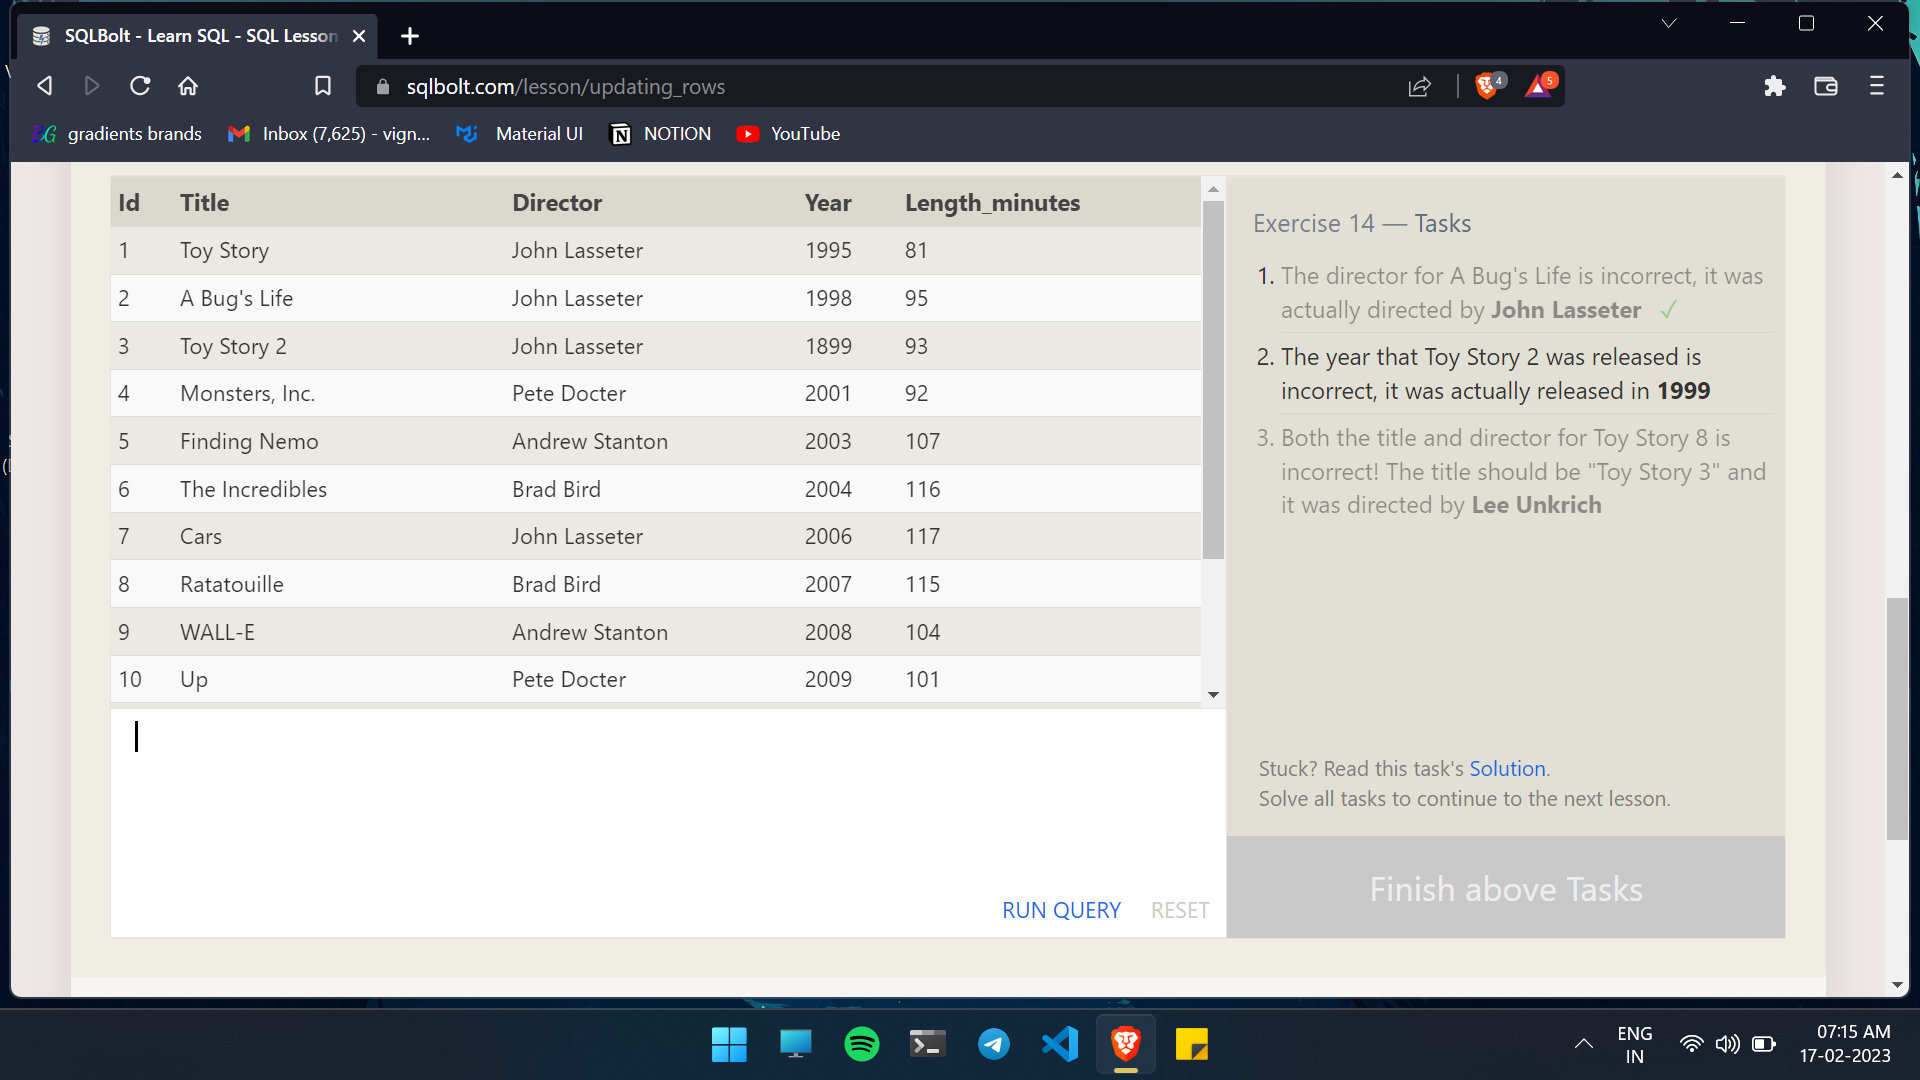 SQLBolt - Learn SQL - SQL Lesson
sqlbolt.com/lesson/updating_rows
4
5
gradients brands
Inbox (7,625) - vign...
Material UI
NOTION
YouTube
Id Title Director Year Length_minutes
1 Toy Story John Lasseter 1995 81
2 A Bug's Life John Lasseter 1998 95
3 Toy Story 2 John Lasseter 1899 93
4 Monsters, Inc. Pete Docter 2001 92
5 Finding Nemo Andrew Stanton 2003 107
6 The Incredibles Brad Bird 2004 116
7 Cars John Lasseter 2006 117
8 Ratatouille Brad Bird 2007 115
9 WALL-E Andrew Stanton 2008 104
10 Up Pete Docter 2009 101
RUN QUERY RESET
Exercise 14 — Tasks
1. The director for A Bug's Life is incorrect, it was
actually directed by John Lasseter ✓
2. The year that Toy Story 2 was released is
incorrect, it was actually released in 1999
3. Both the title and director for Toy Story 8 is
incorrect! The title should be "Toy Story 3" and
it was directed by Lee Unkrich
Stuck? Read this task's Solution.
Solve all tasks to continue to the next lesson.
Finish above Tasks
ENG
IN
07:15 AM
17-02-2023